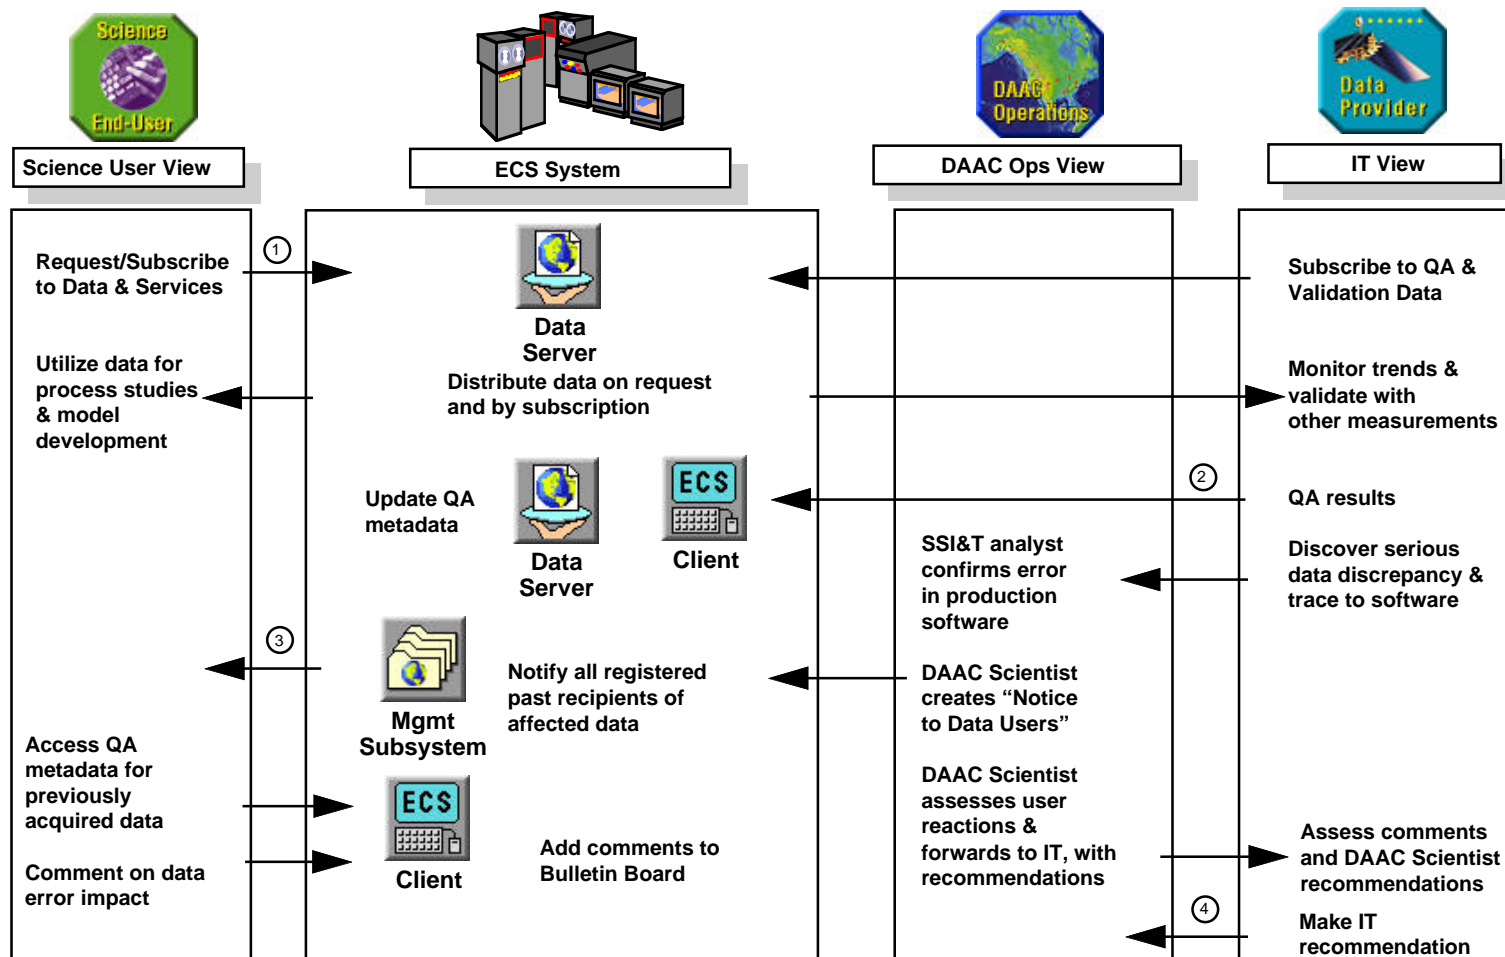 Science
End-User
DAAC
Operations
Data
Provider
Science User View
ECS System
DAAC Ops View
IT View
1
Request/Subscribe
to Data & Services
Data
Server
Subscribe to QA &
Validation Data
Utilize data for
process studies
& model
development
Distribute data on request
and by subscription
Monitor trends &
validate with
other measurements
Update QA
metadata
Data
Server
ECS
Client
2
QA results
SSI&T analyst
confirms error
in production
software
Discover serious
data discrepancy &
trace to software
3
Mgmt
Subsystem
Notify all registered
past recipients of
affected data
DAAC Scientist
creates “Notice
to Data Users”
Access QA
metadata for
previously
acquired data
Comment on data
error impact
ECS
Client
Add comments to
Bulletin Board
DAAC Scientist
assesses user
reactions &
forwards to IT, with
recommendations
Assess comments
and DAAC Scientist
recommendations
4
Make IT
recommendation